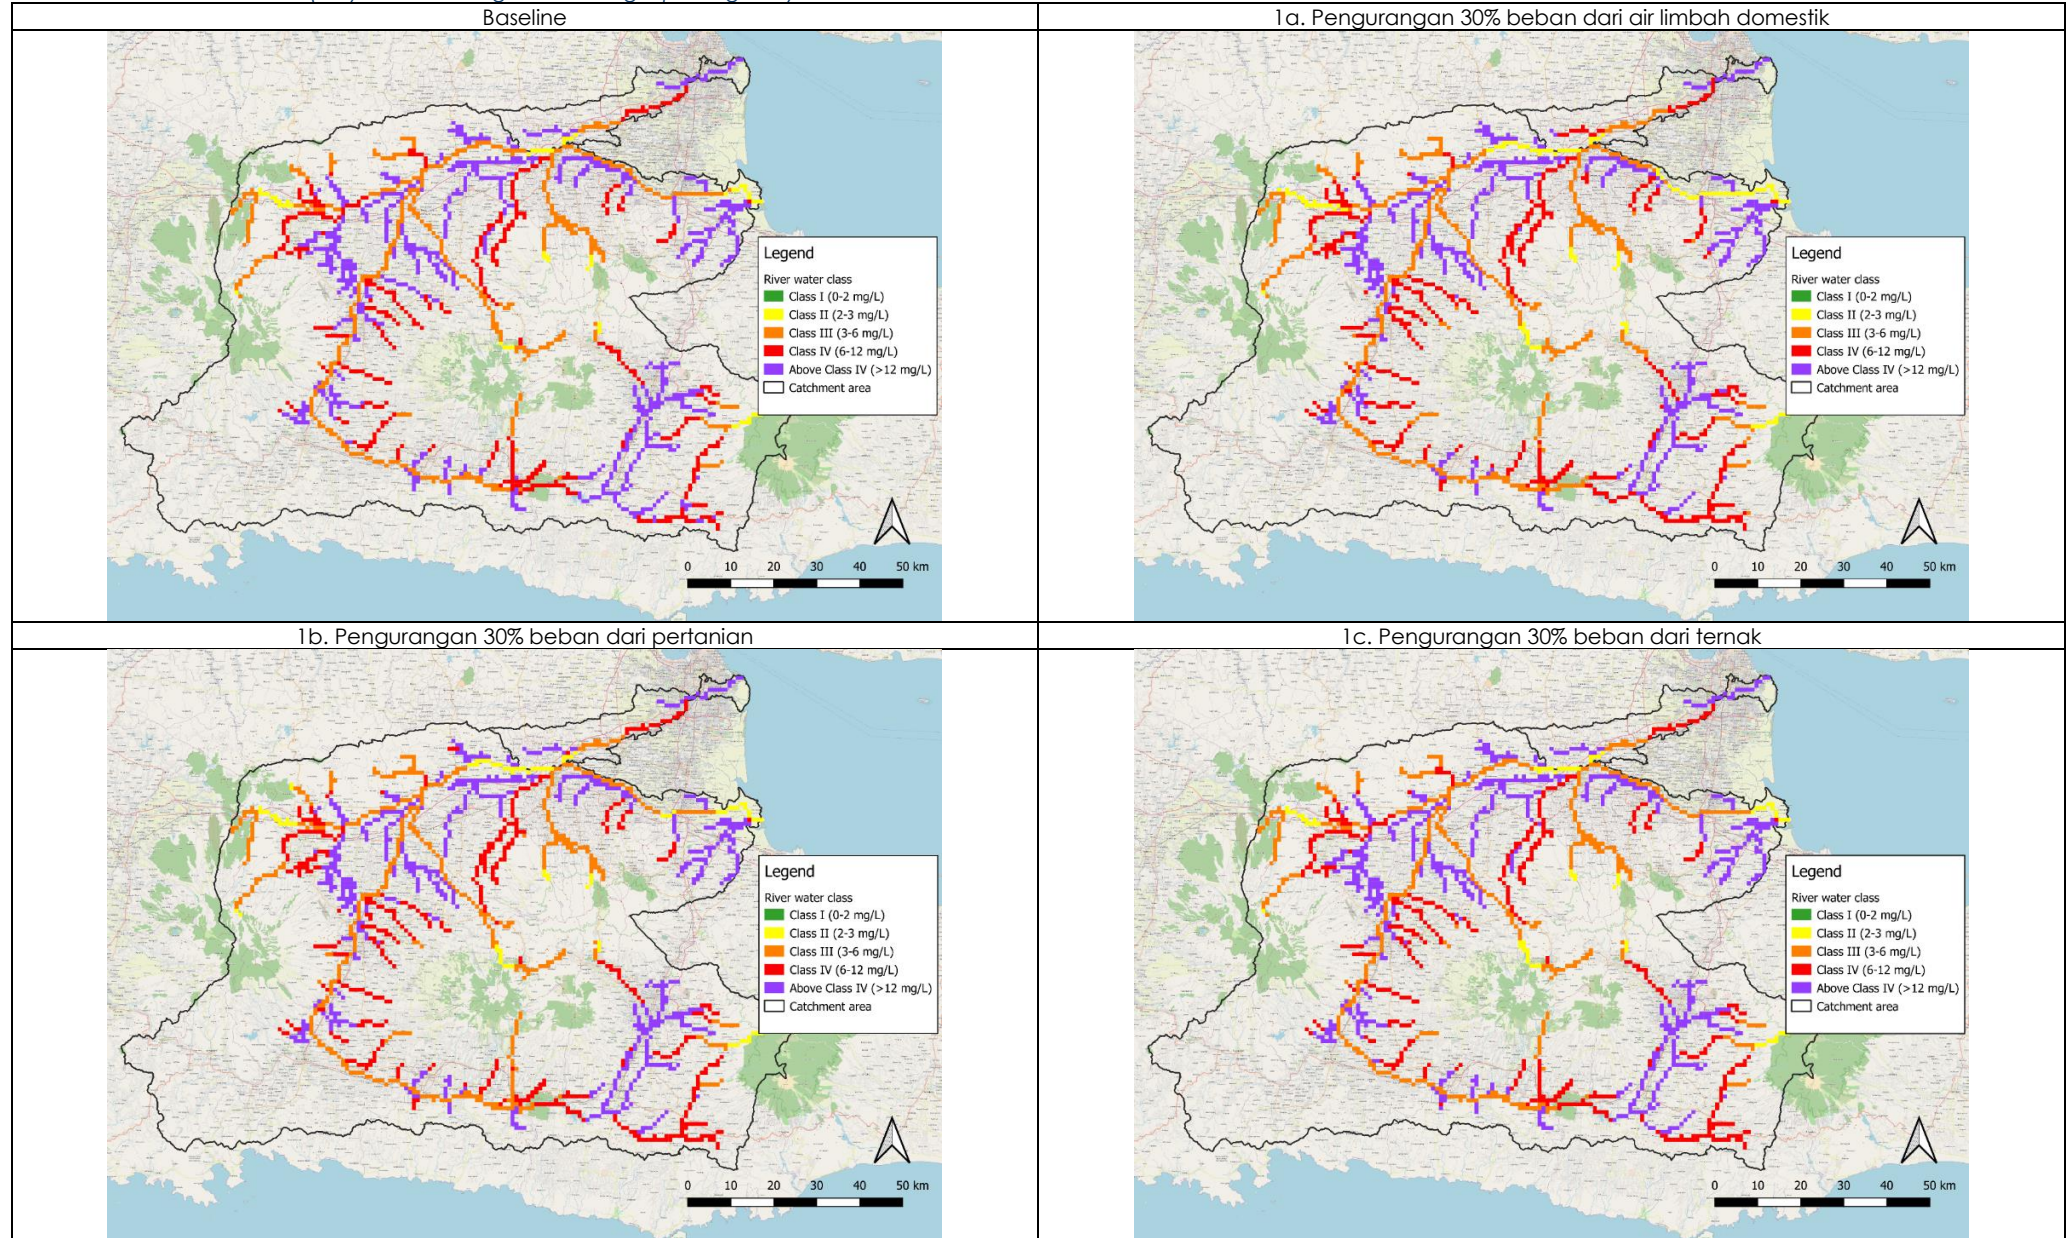 Baseline
1a. Pengurangan 30% beban dari air limbah domestik
Legend
River water class
Class I (0-2 mg/L)
Class II (2-3 mg/L)
Class III (3-6 mg/L)
Class IV (6-12 mg/L)
Above Class IV (>12 mg/L)
Catchment area
0 10 20 30 40 50 km
Legend
River water class
Class I (0-2 mg/L)
Class II (2-3 mg/L)
Class III (3-6 mg/L)
Class IV (6-12 mg/L)
Above Class IV (>12 mg/L)
Catchment area
0 10 20 30 40 50 km
1b. Pengurangan 30% beban dari pertanian
1c. Pengurangan 30% beban dari ternak
Legend
River water class
Class I (0-2 mg/L)
Class II (2-3 mg/L)
Class III (3-6 mg/L)
Class IV (6-12 mg/L)
Above Class IV (>12 mg/L)
Catchment area
0 10 20 30 40 50 km
Legend
River water class
Class I (0-2 mg/L)
Class II (2-3 mg/L)
Class III (3-6 mg/L)
Class IV (6-12 mg/L)
Above Class IV (>12 mg/L)
Catchment area
0 10 20 30 40 50 km